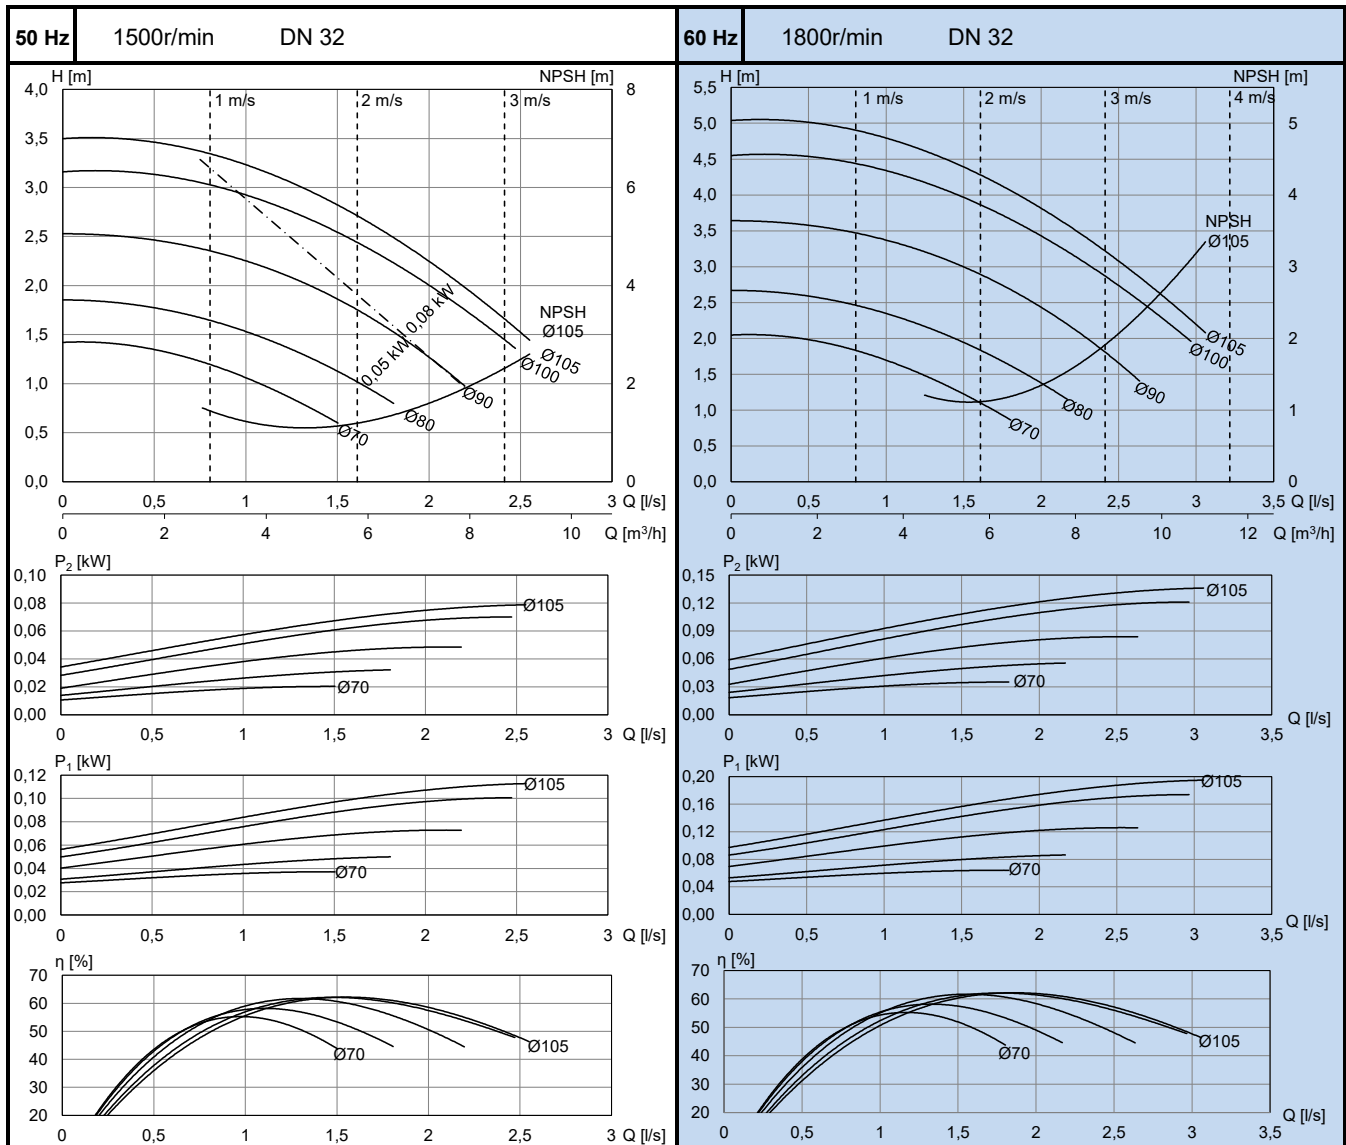 50 Hz 1500r/min DN 32
H [m] NPSH [m]
4,0 1 m/s 2 m/s 3 m/s 8
3,5
3,0 6
2,5
2,0 4
0,08 kW
NPSH
Ø105
1,5
0,05 kW
Ø105
Ø100
1,0 2
Ø90
Ø80
Ø70
0,5
0,0 0
0 0,5 1 1,5 2 2,5 3 Q [l/s]
0 2 4 6 8 10 Q [m³/h]
P₂ [kW]
0,10
0,08 Ø105
0,06
0,04
0,02 Ø70
0,00
0 0,5 1 1,5 2 2,5 3 Q [l/s]
P₁ [kW]
0,12
Ø105
0,10
0,08
0,06
0,04 Ø70
0,02
0,00
0 0,5 1 1,5 2 2,5 3 Q [l/s]
η [%]
70
60
50
Ø105
Ø70
40
30
20
0 0,5 1 1,5 2 2,5 3 Q [l/s]
60 Hz 1800r/min DN 32
H [m] NPSH [m]
5,5 1 m/s 2 m/s 3 m/s 4 m/s
5,0 5
4,5
4,0 4
3,5
NPSH
Ø105
3,0 3
2,5
2,0 2
Ø105
Ø100
1,5
Ø90
Ø80
1,0 1
Ø70
0,5
0,0 0
0 0,5 1 1,5 2 2,5 3 3,5 Q [l/s]
0 2 4 6 8 10 12 Q [m³/h]
P₂ [kW]
0,15
Ø105
0,12
0,09
0,06
0,03 Ø70
0,00
0 0,5 1 1,5 2 2,5 3 3,5 Q [l/s]
P₁ [kW]
0,20 Ø105
0,16
0,12
0,08
Ø70
0,04
0,00
0 0,5 1 1,5 2 2,5 3 3,5 Q [l/s]
η [%]
70
60
50
Ø105
Ø70
40
30
20
0 0,5 1 1,5 2 2,5 3 3,5 Q [l/s]